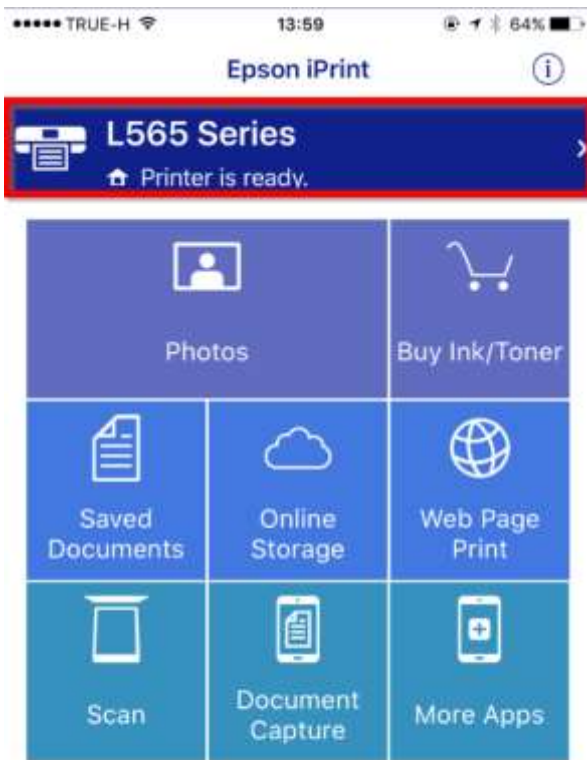 TRUE-H 13:59 64%
Epson iPrint
L565 Series
Printer is ready.
Photos
Buy Ink/Toner
Saved
Documents
Online
Storage
Web Page
Print
Scan
Document
Capture
More Apps